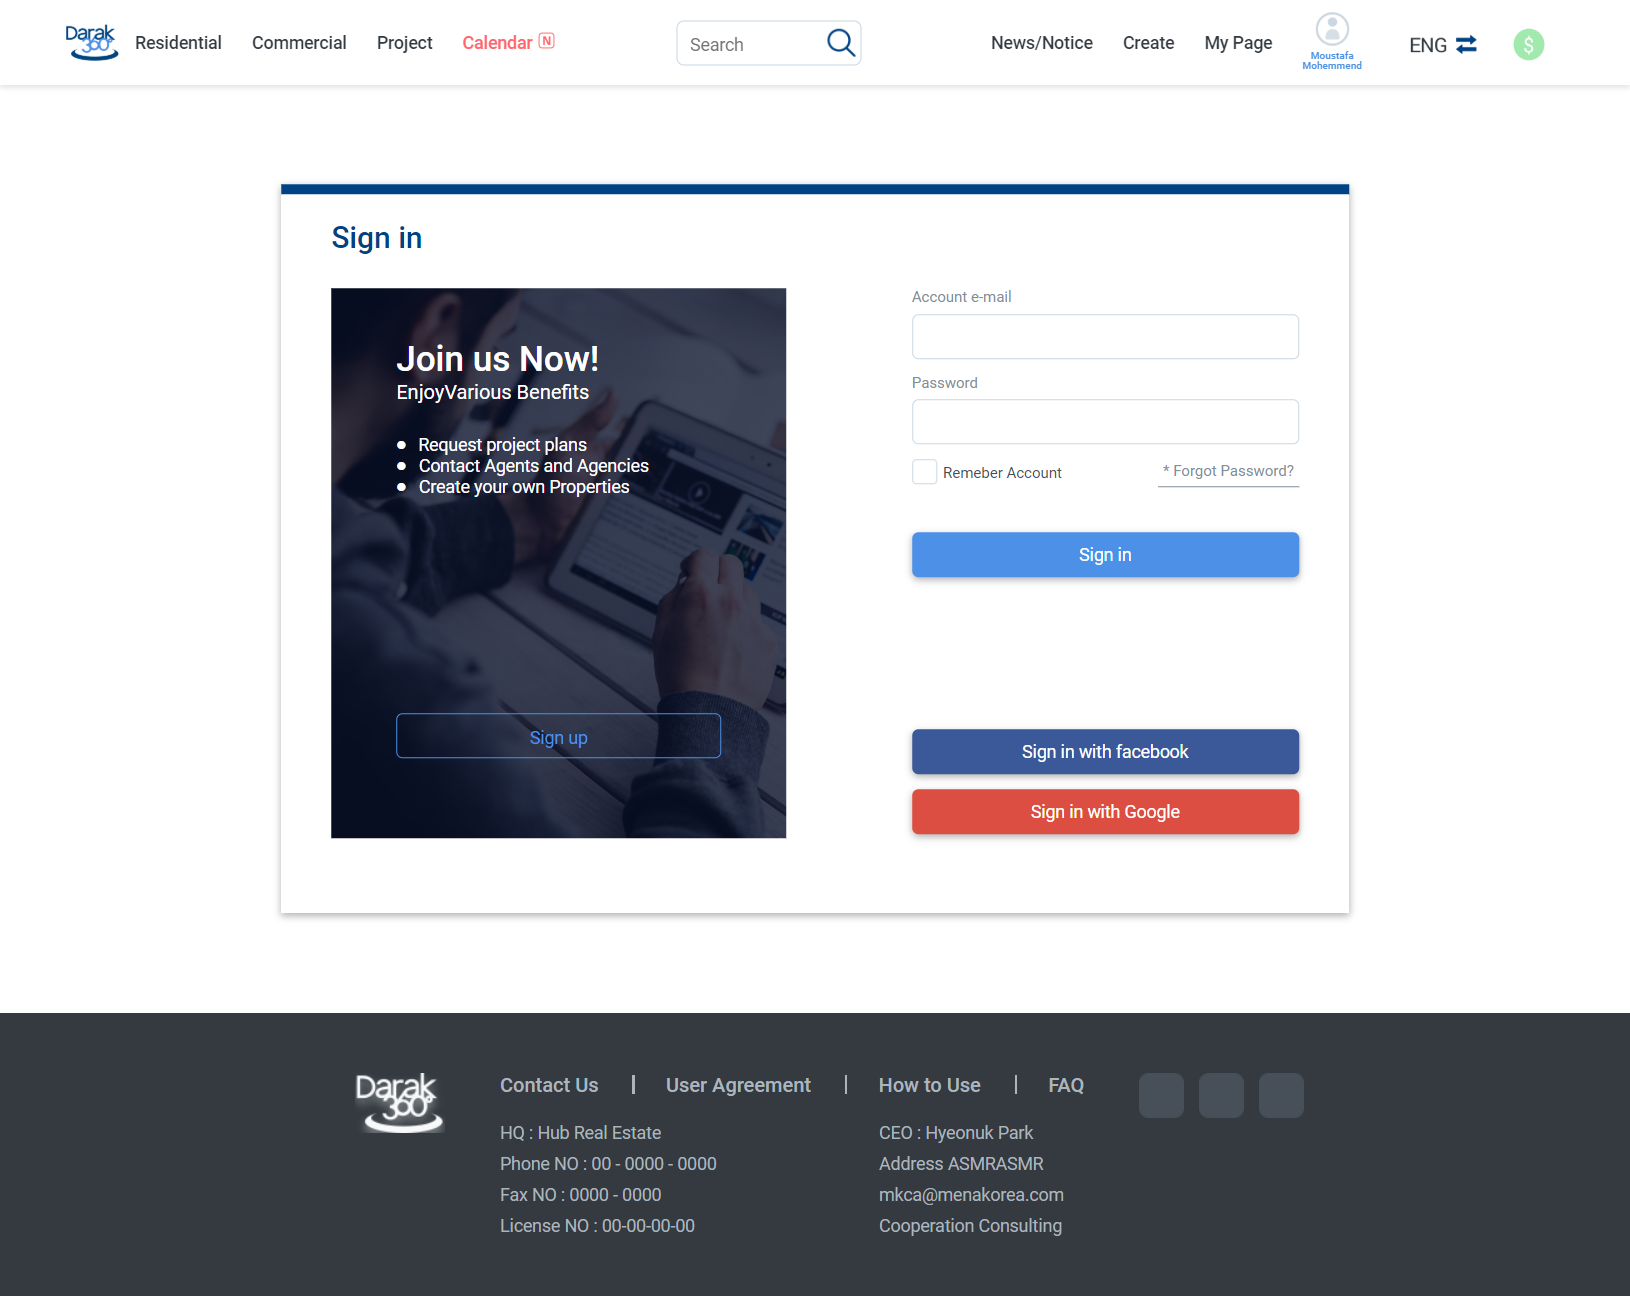 Darak
360°
Residential
Commercial
Project
Calendar N
Search
News/Notice
Create
My Page
Moustafa
Mohemmend
ENG
$
Sign in
Join us Now!
EnjoyVarious Benefits
Request project plans
Contact Agents and Agencies
Create your own Properties
Sign up
Account e-mail
Password
Remeber Account
* Forgot Password?
Sign in
Sign in with facebook
Sign in with Google
Darak
360°
Contact Us
User Agreement
How to Use
FAQ
HQ : Hub Real Estate
Phone NO : 00 - 0000 - 0000
Fax NO : 0000 - 0000
License NO : 00-00-00-00
CEO : Hyeonuk Park
Address ASMRASMR
mkca@menakorea.com
Cooperation Consulting